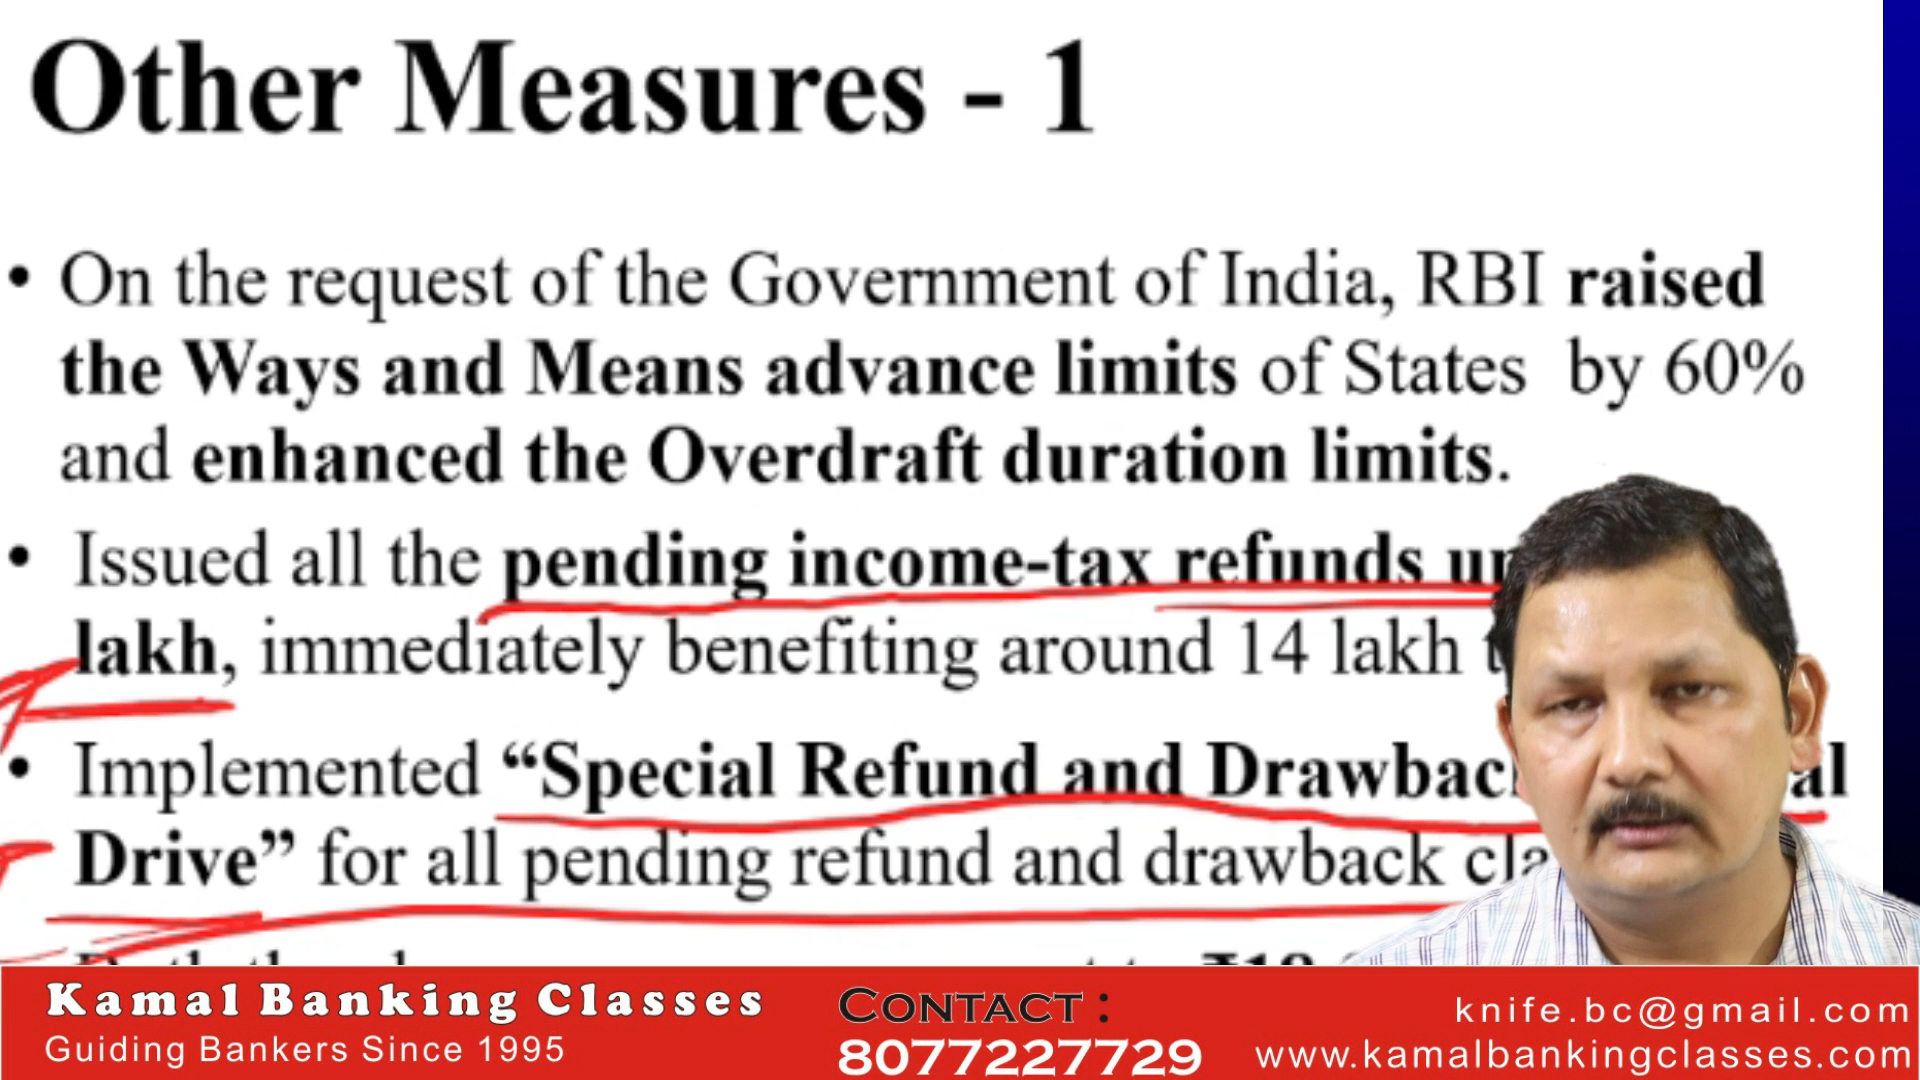 Other Measures - 1
• On the request of the Government of India, RBI raised
the Ways and Means advance limits of States by 60%
and enhanced the Overdraft duration limits.
• Issued all the pending income-tax refunds
lakh, immediately benefiting around 14 lakh
• Implemented “Special Refund and
Drive” for all pending refund and drawback
Kamal Banking Classes
Guiding Bankers Since 1995
CONTACT :
8077227729
knife.bc@gmail.com
www.kamalbankingclasses.com